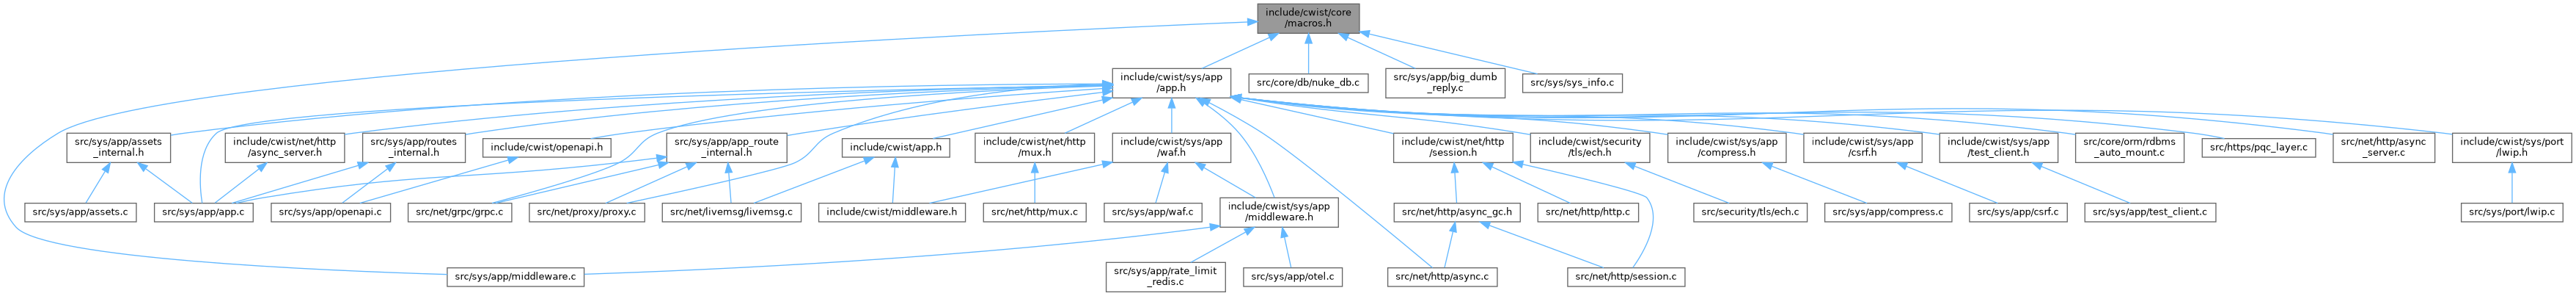 include/cwist/core
/macros.h
include/cwist/sys/app
/app.h
src/core/db/nuke_db.c
src/sys/app/big_dumb
_reply.c
src/sys/sys_info.c
src/sys/app/assets
_internal.h
include/cwist/net/http
/async_server.h
src/sys/app/routes
_internal.h
include/cwist/openapi.h
src/sys/app/app_route
_internal.h
include/cwist/app.h
include/cwist/net/http
/mux.h
include/cwist/sys/app
/waf.h
include/cwist/net/http
/session.h
include/cwist/security
/tls/ech.h
include/cwist/sys/app
/compress.h
include/cwist/sys/app
/csrf.h
include/cwist/sys/app
/test_client.h
src/core/orm/rdbms
_auto_mount.c
src/https/pqc_layer.c
src/net/http/async
_server.c
include/cwist/sys/port
/lwip.h
src/sys/app/assets.c
src/sys/app/app.c
src/sys/app/openapi.c
src/net/grpc/grpc.c
src/net/proxy/proxy.c
src/net/livemsg/livemsg.c
include/cwist/middleware.h
src/net/http/mux.c
src/sys/app/waf.c
include/cwist/sys/app
/middleware.h
src/net/http/async_gc.h
src/net/http/http.c
src/security/tls/ech.c
src/sys/app/compress.c
src/sys/app/csrf.c
src/sys/app/test_client.c
src/sys/port/lwip.c
src/sys/app/middleware.c
src/sys/app/rate_limit
_redis.c
src/sys/app/otel.c
src/net/http/async.c
src/net/http/session.c